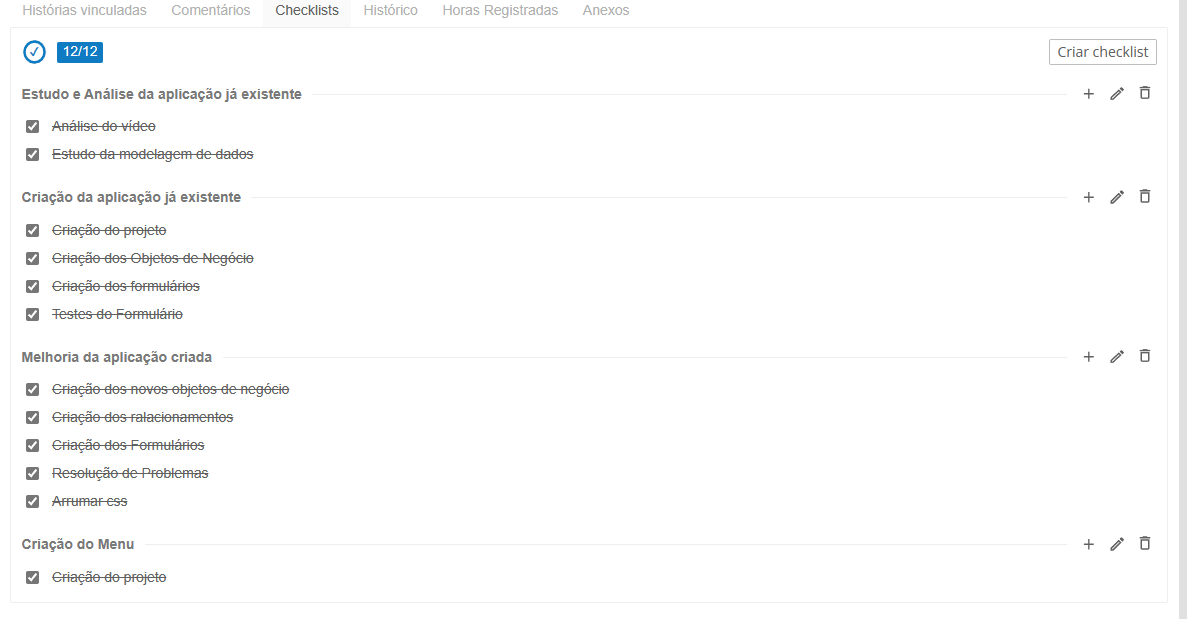 Histórias vinculadas Comentários Checklists Histórico Horas Registradas Anexos
12/12 Criar checklist
Estudo e Análise da aplicação já existente
Análise do vídeo
Estudo da modelagem de dados
Criação da aplicação já existente
Criação do projeto
Criação dos Objetos de Negócio
Criação dos formulários
Testes do Formulário
Melhoria da aplicação criada
Criação dos novos objetos de negócio
Criação dos ralacionamentos
Criação dos Formulários
Resolução de Problemas
Arrumar css
Criação do Menu
Criação do projeto